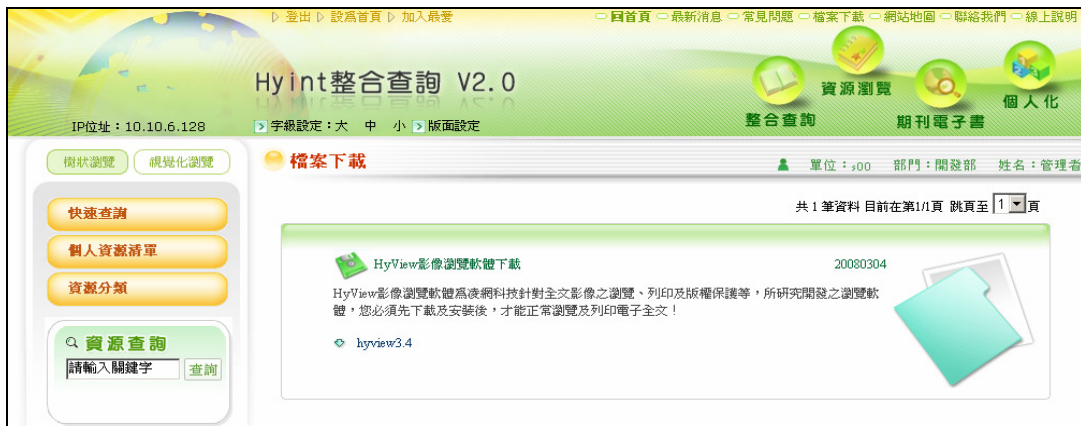 登出 設為首頁 加入最愛
回首頁 最新消息 常見問題 檔案下載 網站地圖 聯絡我們 線上說明
Hyint整合查詢 V2.0
整合查詢
資源瀏覽
期刊電子書
個人化
IP位址：10.10.6.128
字級設定：大 中 小 版面設定
樹狀瀏覽 視覺化瀏覽
檔案下載
單位：s00 部門：開發部 姓名：管理者
快速查詢
個人資源清單
資源分類
資源查詢
請輸入關鍵字 查詢
共 1 筆資料 目前在第1/1頁 跳頁至 1 頁
HyView影像瀏覽軟體下載 20080304
HyView影像瀏覽軟體為凌網科技針對全文影像之瀏覽、列印及版權保護等，所研究開發之瀏覽軟
體，您必須先下載及安裝後，才能正常瀏覽及列印電子全文！
hyview3.4